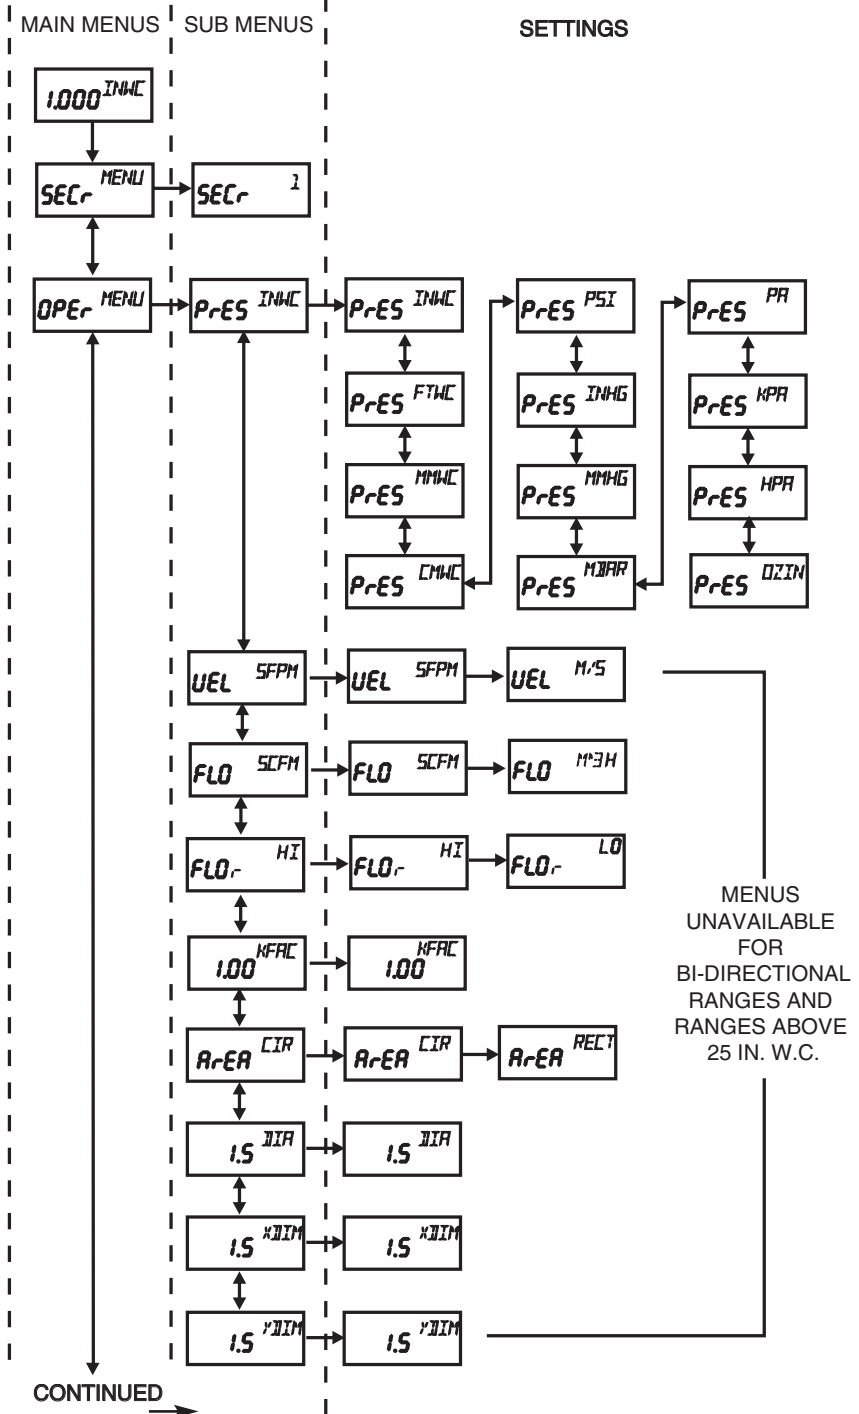 MAIN MENUS SUB MENUS SETTINGS
1.000 INWC
SECr MENU SECr 1
OPEr MENU PrES INWC PrES INWC PrES PSI PrES PA
PrES FTWC PrES INHG PrES KPA
PrES MMWC PrES MMHG PrES HPA
PrES CMWC PrES MBAR PrES OZIN
VEL SFPM VEL SFPM VEL M/S
FLO SCFM FLO SCFM FLO M^3H
FLOr HI FLOr HI FLOr LO
1.00 KFAC 1.00 KFAC
ArEA CIR ArEA CIR ArEA RECT
1.5 DIA 1.5 DIA
1.5 XDIM 1.5 XDIM
1.5 YDIM 1.5 YDIM
MENUS
UNAVAILABLE
FOR
BI-DIRECTIONAL
RANGES AND
RANGES ABOVE
25 IN. W.C.
CONTINUED